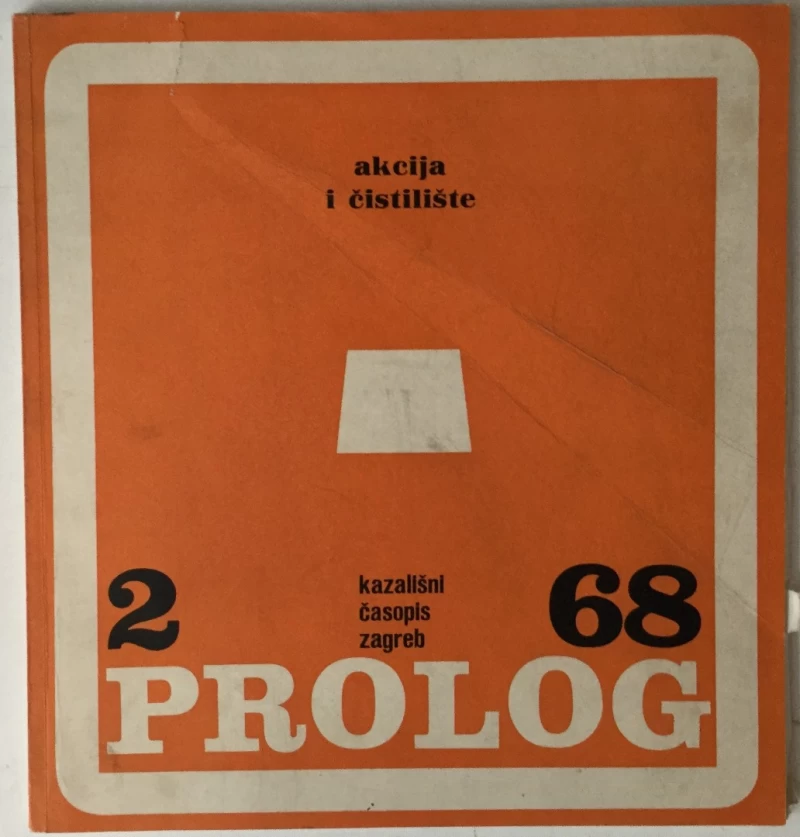 akcija
i čistilište
2
kazališni
časopis
zagreb
68
PROLOG